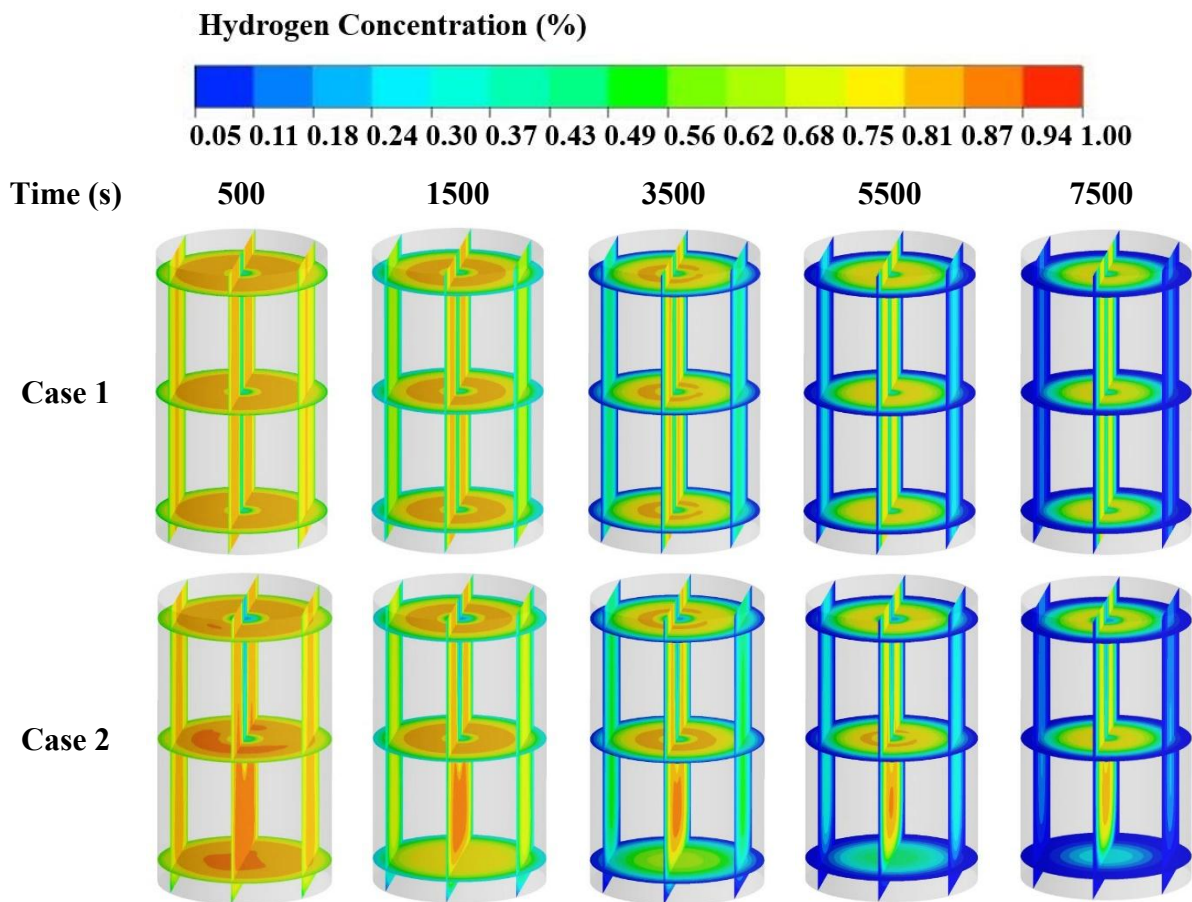 Hydrogen Concentration (%)
0.05 0.11 0.18 0.24 0.30 0.37 0.43 0.49 0.56 0.62 0.68 0.75 0.81 0.87 0.94 1.00
Time (s) 500 1500 3500 5500 7500
Case 1
Case 2